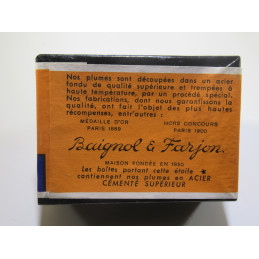 Nos plumes sont découpées dans un acier
fondu de qualité supérieure et trempées à
haute température, par un procédé spécial.
Nos fabrications, dont nous garantissons la
qualité, ont fait l'objet des plus hautes
récompenses, entr'autres :
MÉDAILLE D'OR HORS CONCOURS
PARIS 1889 PARIS 1900
Baignol & Farjon
MAISON FONDÉE EN 1850
Les boîtes portant cette étoile
contiennent nos plumes en ACIER
CÉMENTÉ SUPÉRIEUR